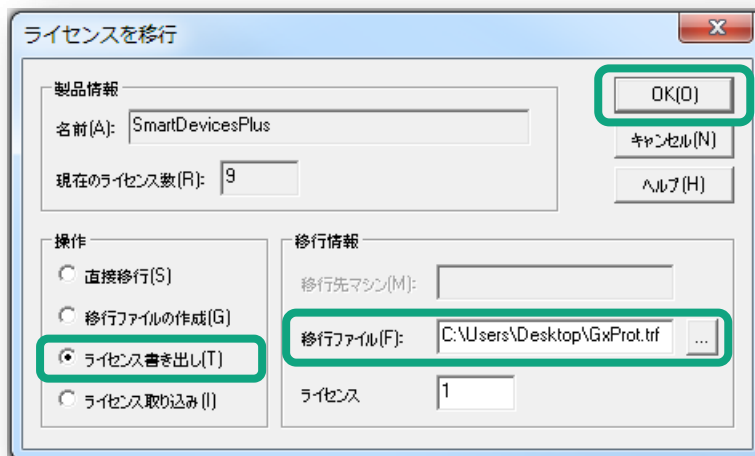 ライセンスを移行
製品情報
名前(A): SmartDevicesPlus
現在のライセンス数(R): 9
OK(O)
キャンセル(N)
ヘルプ(H)
操作
直接移行(S)
移行ファイルの作成(G)
ライセンス書き出し(T)
ライセンス取り込み(I)
移行情報
移行先マシン(M):
移行ファイル(F): C:\Users\Desktop\GxProt.trf ...
ライセンス 1